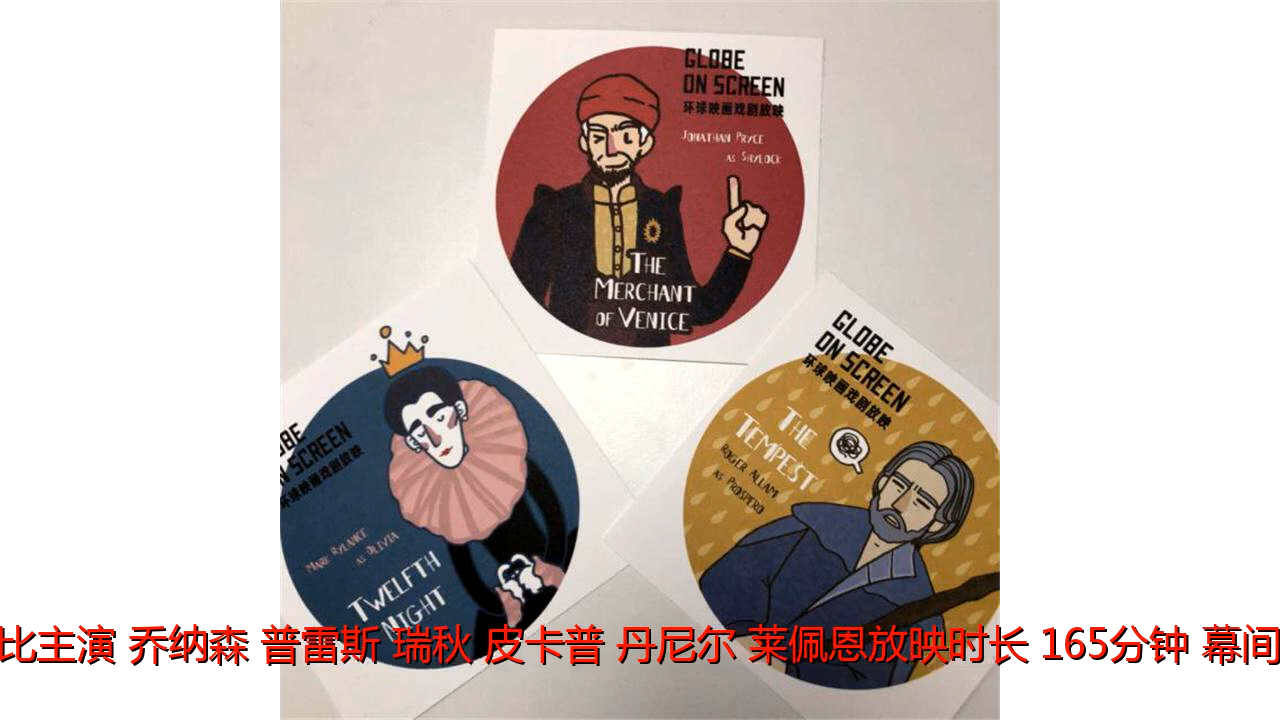 GLOBE
ON SCREEN
环球映画戏剧放映
JONATHAN PRYCE
AS SHYLOCK
THE
MERCHANT
OF VENICE
OBE
N SCREEN
环球映画戏剧放映
MARK RYLANCE
AS OLIVIA
TWELFTH
NIGHT
GLOBE
ON SCREEN
环球映画戏剧放映
THE
TEMPEST
ROGER ALLAM
AS PROSPERO
比主演 乔纳森 普雷斯 瑞秋 皮卡普 丹尼尔 莱佩恩放映时长 165分钟 幕间